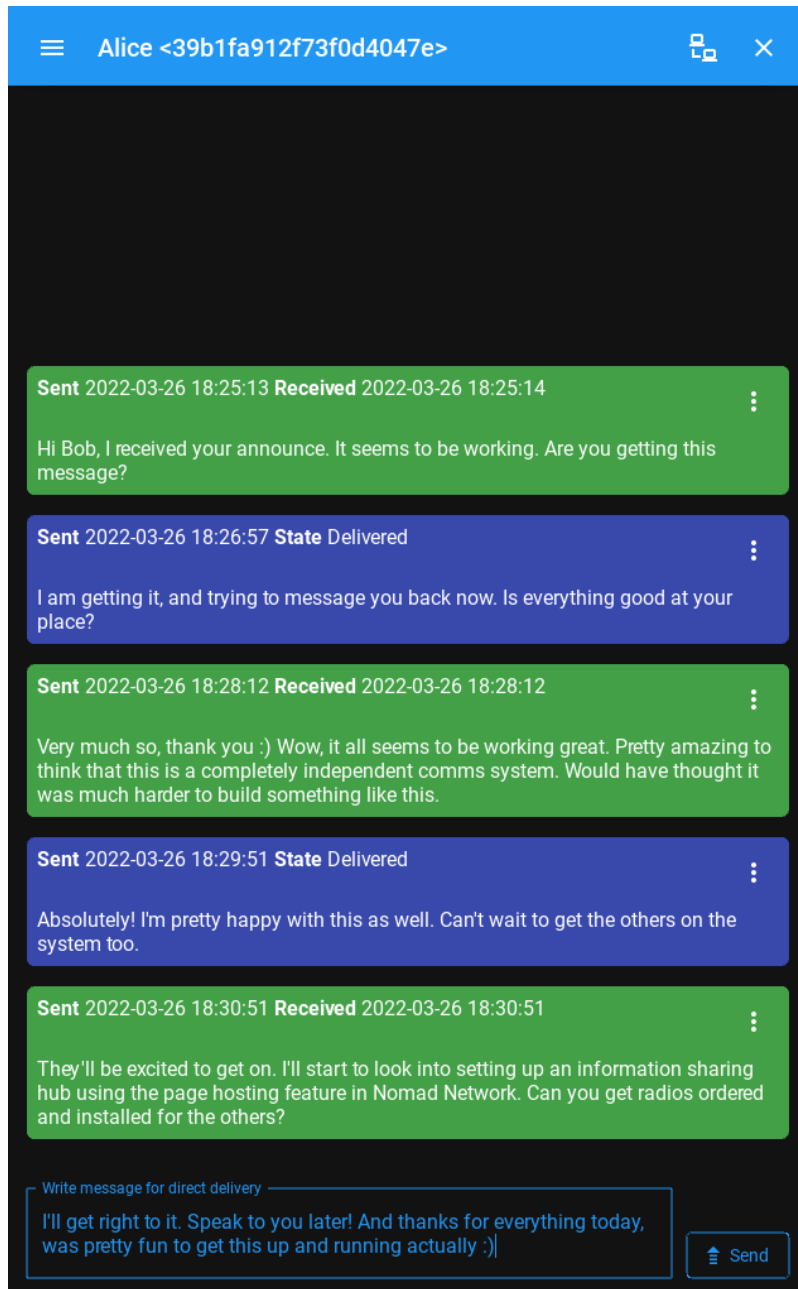 Alice <39b1fa912f73f0d4047e>
Sent 2022-03-26 18:25:13 Received 2022-03-26 18:25:14
Hi Bob, I received your announce. It seems to be working. Are you getting this
message?
Sent 2022-03-26 18:26:57 State Delivered
I am getting it, and trying to message you back now. Is everything good at your
place?
Sent 2022-03-26 18:28:12 Received 2022-03-26 18:28:12
Very much so, thank you :) Wow, it all seems to be working great. Pretty amazing to
think that this is a completely independent comms system. Would have thought it
was much harder to build something like this.
Sent 2022-03-26 18:29:51 State Delivered
Absolutely! I'm pretty happy with this as well. Can't wait to get the others on the
system too.
Sent 2022-03-26 18:30:51 Received 2022-03-26 18:30:51
They'll be excited to get on. I'll start to look into setting up an information sharing
hub using the page hosting feature in Nomad Network. Can you get radios ordered
and installed for the others?
Write message for direct delivery
I'll get right to it. Speak to you later! And thanks for everything today,
was pretty fun to get this up and running actually :)
Send